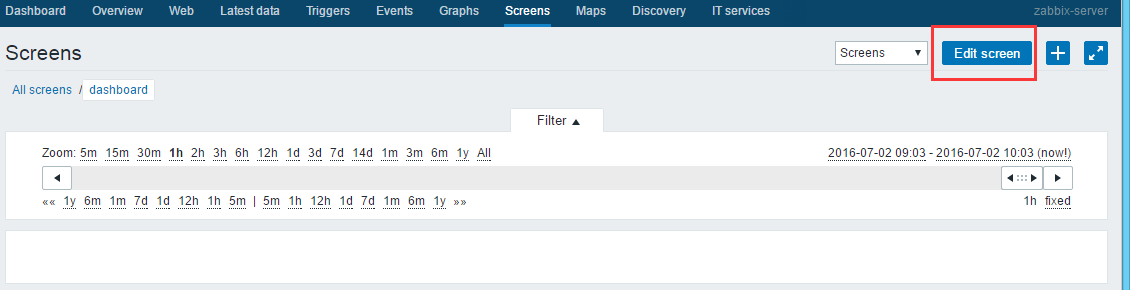 Dashboard Overview Web Latest data Triggers Events Graphs Screens Maps Discovery IT services zabbix-server
Screens Screens ▼ Edit screen +
All screens / dashboard
Filter ▲
Zoom: 5m 15m 30m 1h 2h 3h 6h 12h 1d 3d 7d 14d 1m 3m 6m 1y All 2016-07-02 09:03 - 2016-07-02 10:03 (now!)
«« 1y 6m 1m 7d 1d 12h 1h 5m | 5m 1h 12h 1d 7d 1m 6m 1y »» 1h fixed